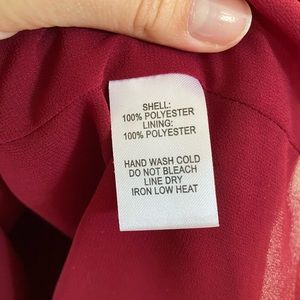 SHELL:
100% POLYESTER
LINING:
100% POLYESTER
HAND WASH COLD
DO NOT BLEACH
LINE DRY
IRON LOW HEAT